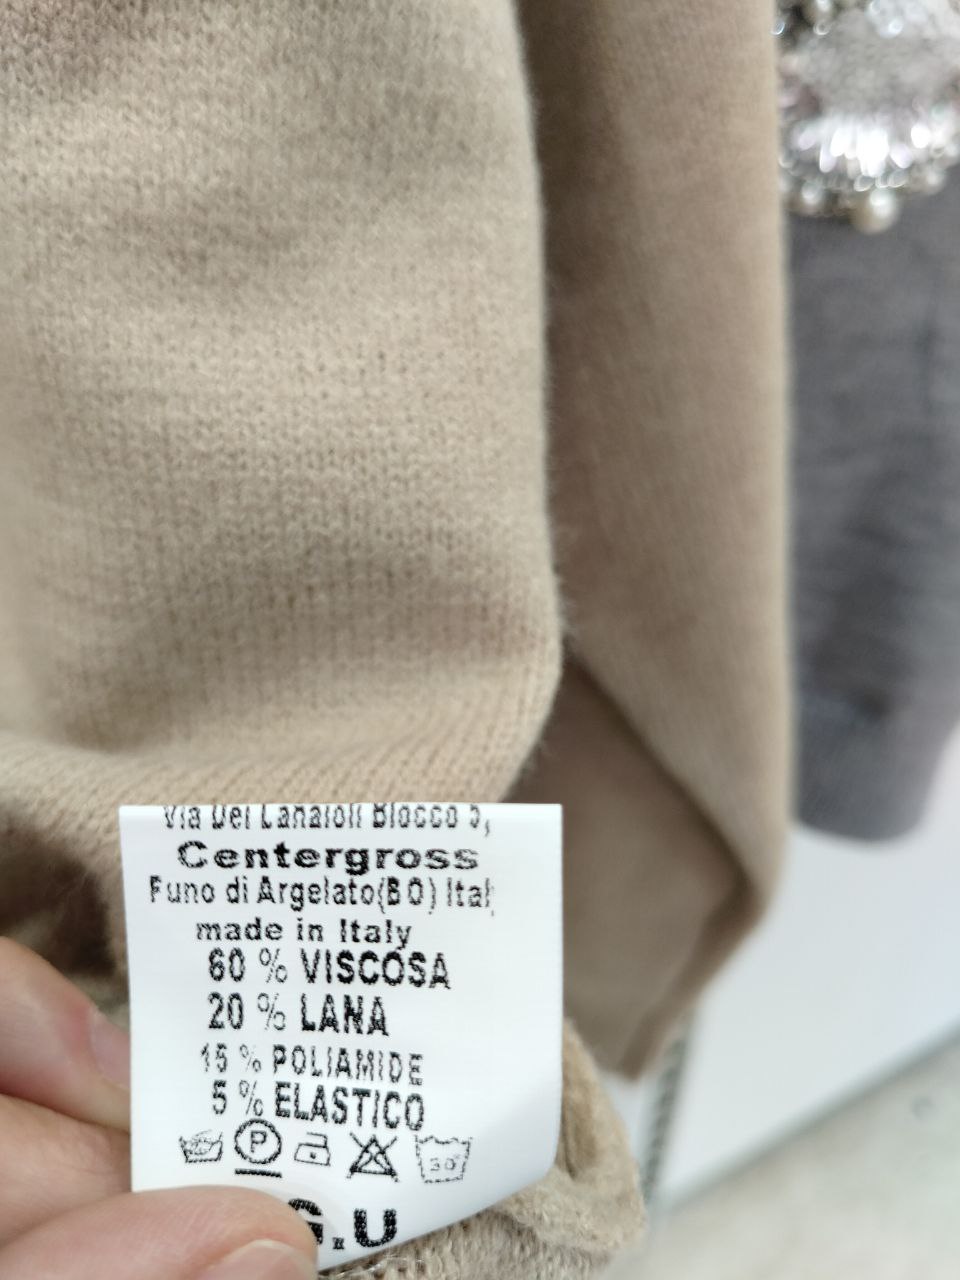 Via Dei Lanaioli Blocco 5,
Centergross
Funo di Argelato(BO) Ital
made in Italy
60 % VISCOSA
20 % LANA
15 % POLIAMIDE
5 % ELASTICO
P 30°
G.U